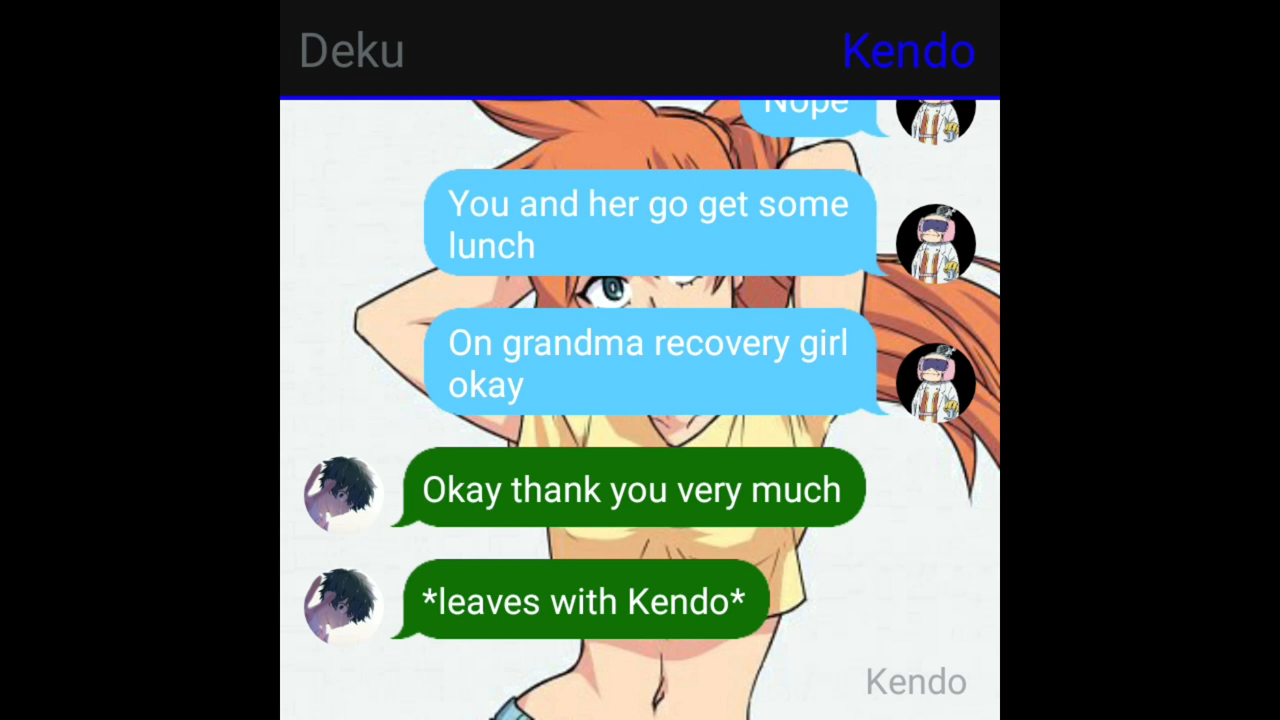 Deku
Kendo
Nope
You and her go get some
lunch
On grandma recovery girl
okay
Okay thank you very much
*leaves with Kendo*
Kendo